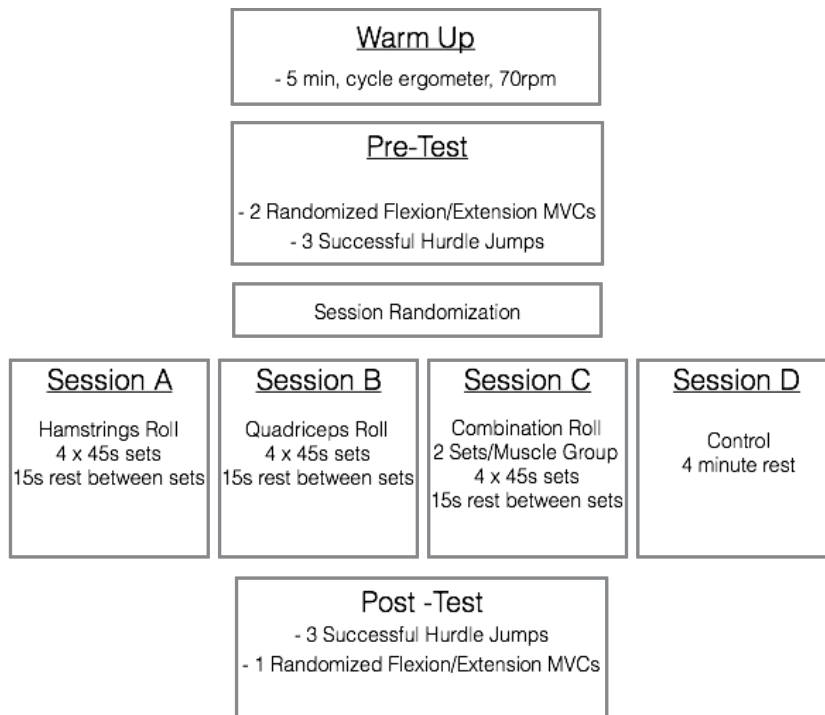 Warm Up
- 5 min, cycle ergometer, 70rpm
Pre-Test
- 2 Randomized Flexion/Extension MVCs
- 3 Successful Hurdle Jumps
Session Randomization
Session A
Hamstrings Roll
4 x 45s sets
15s rest between sets
Session B
Quadriceps Roll
4 x 45s sets
15s rest between sets
Session C
Combination Roll
2 Sets/Muscle Group
4 x 45s sets
15s rest between sets
Session D
Control
4 minute rest
Post -Test
- 3 Successful Hurdle Jumps
- 1 Randomized Flexion/Extension MVCs